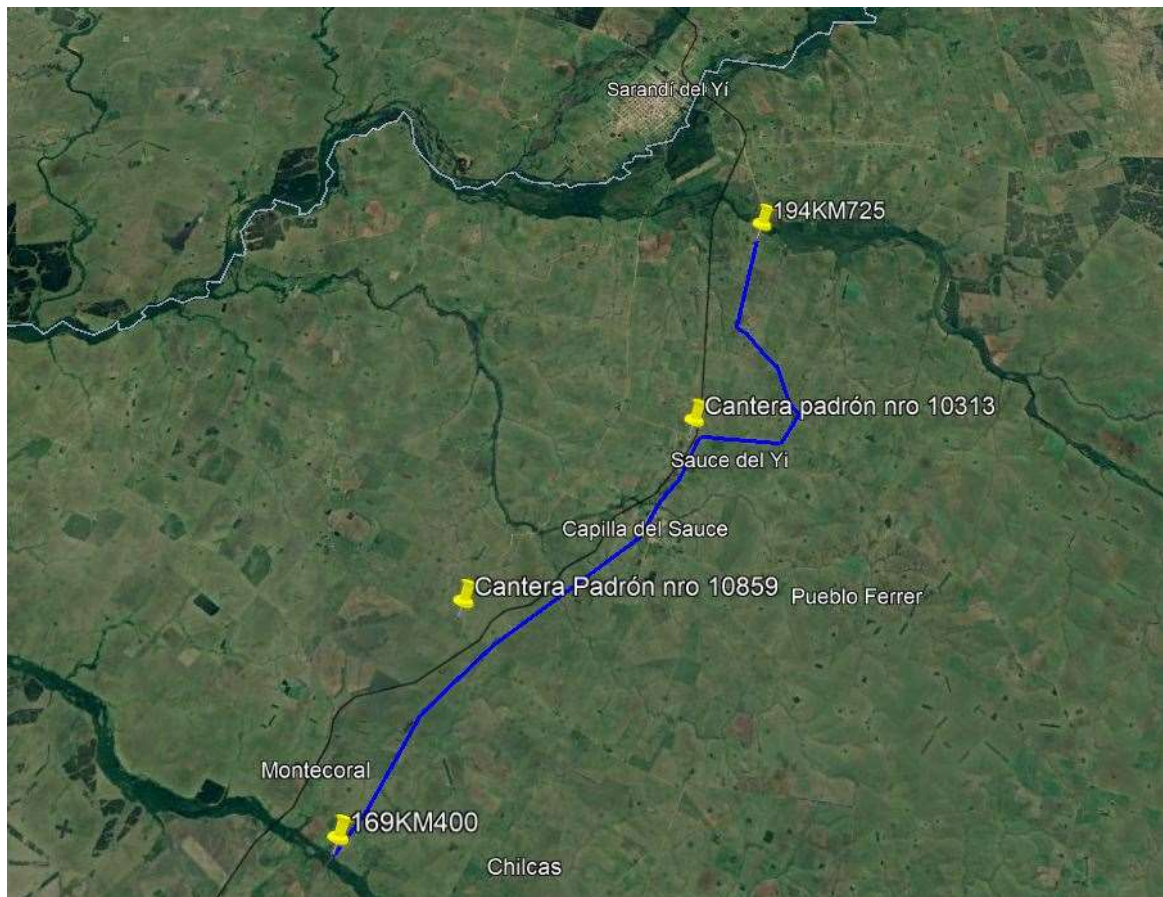 Sarandí del Yí
194KM725
Cantera padrón nro 10313
Sauce del Yi
Capilla del Sauce
Cantera Padrón nro 10859
Pueblo Ferrer
Montecoral
169KM400
Chilcas